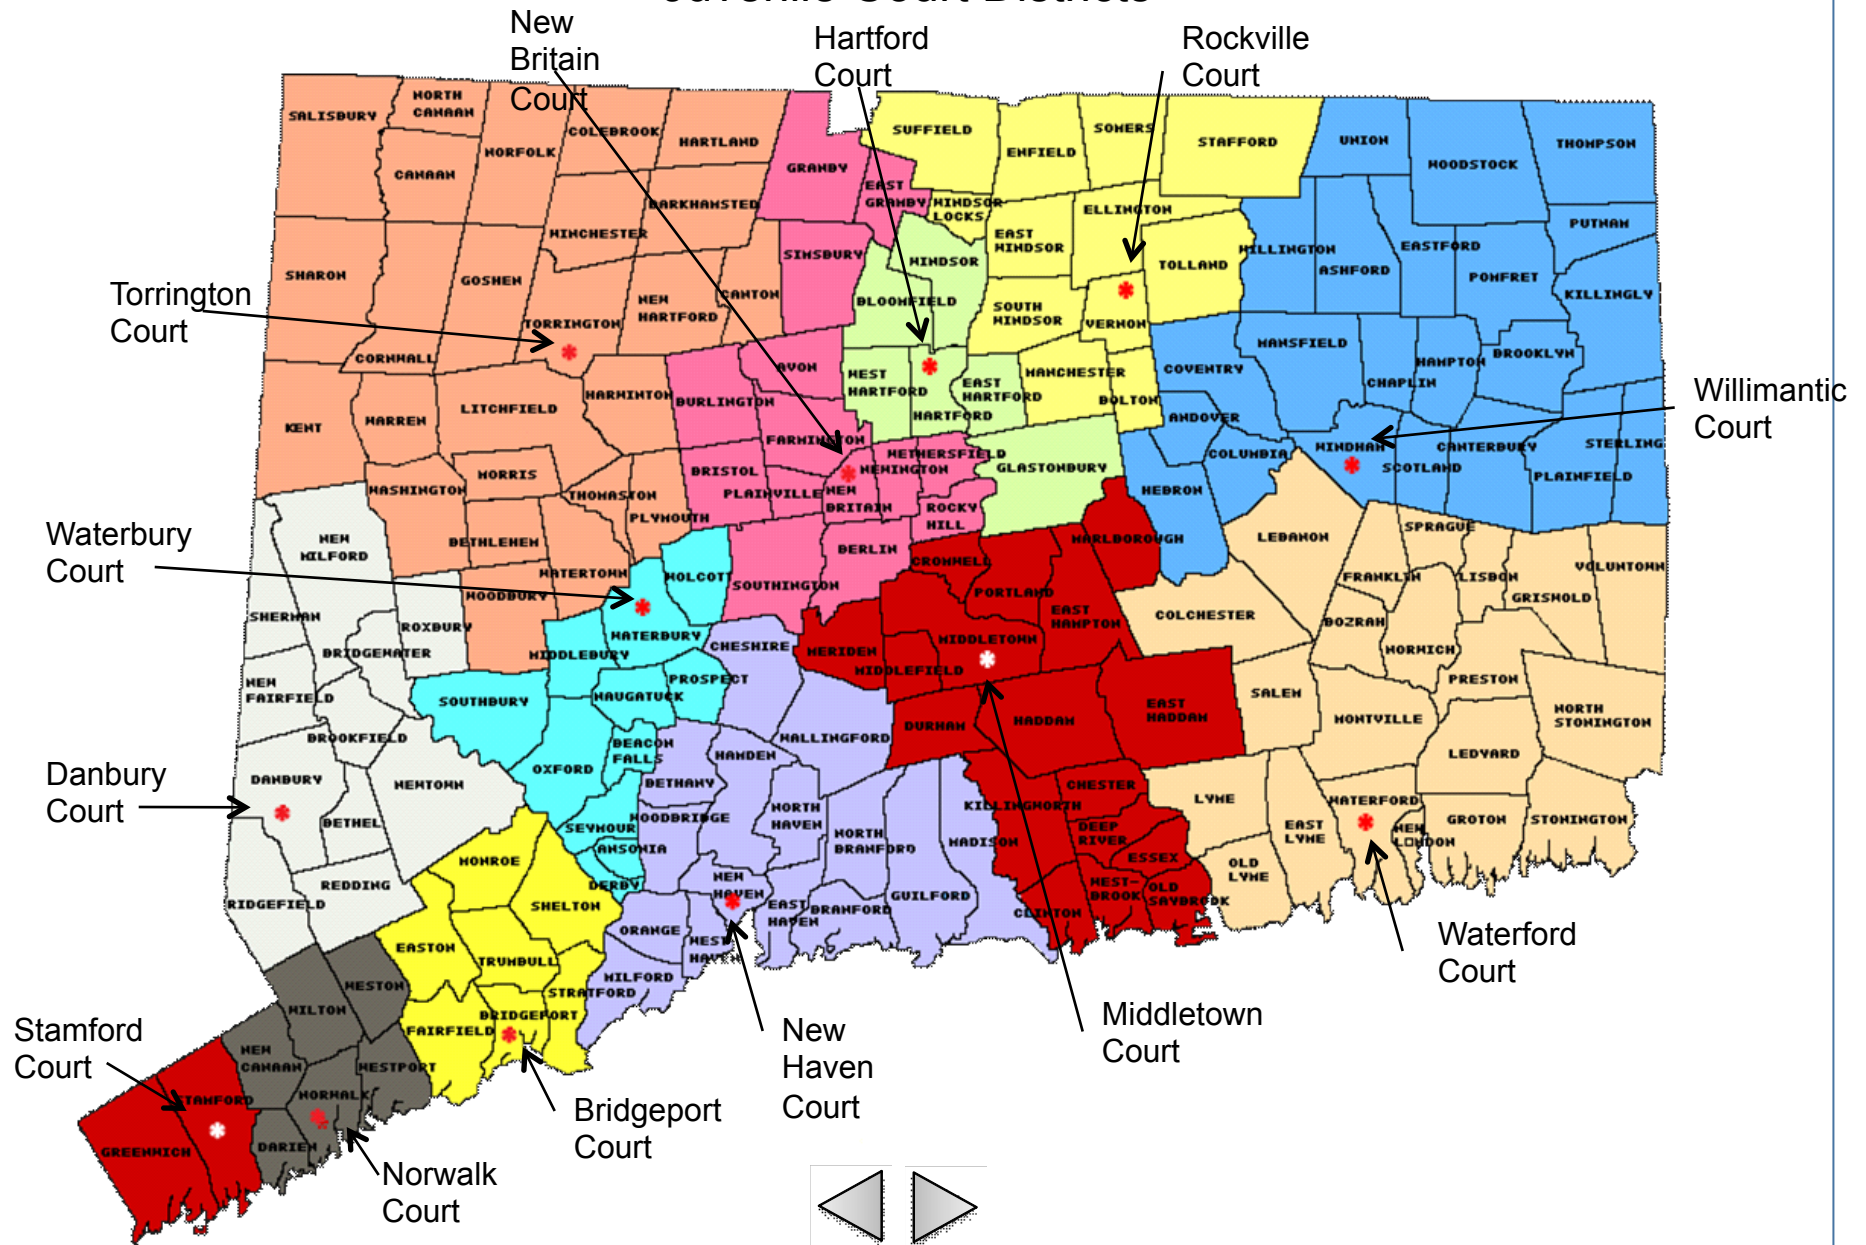 Juvenile Court Districts
New
Britain
Court
Hartford
Court
Rockville
Court
SALISBURY
NORTH
CANAAN
COLEBROOK
HARTLAND
NORFOLK
CANAAN
GRANBY
SUFFIELD
ENFIELD
SOMERS
STAFFORD
UNION
WOODSTOCK
THOMPSON
EAST
GRANBY
WINDSOR
LOCKS
BARKHAMSTED
WINCHESTER
ELLINGTON
EAST
WINDSOR
PUTNAM
SHARON
GOSHEN
SIMSBURY
WINDSOR
TOLLAND
WILLINGTON
ASHFORD
EASTFORD
POMFRET
KILLINGLY
Torrington
Court
TORRINGTON
NEW
HARTFORD
CANTON
BLOOMFIELD
SOUTH
WINDSOR
VERNON
CORNWALL
AVON
WEST
HARTFORD
EAST
HARTFORD
HARTFORD
MANCHESTER
BOLTON
COVENTRY
MANSFIELD
CHAPLIN
HAMPTON
BROOKLYN
Willimantic
Court
KENT
WARREN
LITCHFIELD
HARWINTON
BURLINGTON
FARMINGTON
ANDOVER
COLUMBIA
WINDHAM
SCOTLAND
CANTERBURY
STERLING
PLAINFIELD
WASHINGTON
MORRIS
THOMASTON
PLYMOUTH
BRISTOL
PLAINVILLE
NEW
BRITAIN
WETHERSFIELD
NEWINGTON
ROCKY
HILL
GLASTONBURY
HEBRON
Waterbury
Court
NEW
MILFORD
BETHLEHEM
WATERTOWN
WOODBURY
WOLCOTT
SOUTHINGTON
BERLIN
CROMWELL
MARLBOROUGH
LEBANON
SPRAGUE
FRANKLIN
LISBON
VOLUNTOWN
GRISWOLD
SHERMAN
BRIDGEWATER
ROXBURY
MIDDLEBURY
WATERBURY
CHESHIRE
MERIDEN
MIDDLEFIELD
MIDDLETOWN
PORTLAND
EAST
HAMPTON
COLCHESTER
BOZRAH
NORWICH
PRESTON
NEW
FAIRFIELD
BROOKFIELD
SOUTHBURY
NAUGATUCK
PROSPECT
WALLINGFORD
DURHAM
HADDAM
EAST
HADDAM
SALEM
MONTVILLE
LEDYARD
NORTH
STONINGTON
Danbury
Court
DANBURY
BETHEL
NEWTOWN
OXFORD
BEACON
FALLS
BETHANY
HAMDEN
NORTH
HAVEN
NORTH
BRANFORD
MADISON
KILLINGWORTH
CHESTER
DEEP
RIVER
ESSEX
LYME
EAST
LYME
WATERFORD
NEW
LONDON
GROTON
STONINGTON
SEYMOUR
ANSONIA
DERBY
WOODBRIDGE
MONROE
REDDING
RIDGEFIELD
SHELTON
EASTON
TRUMBULL
ORANGE
NEW
HAVEN
WEST
HAVEN
EAST
HAVEN
BRANFORD
GUILFORD
CLINTON
WEST-
BROOK
OLD
SAYBROOK
OLD
LYME
Waterford
Court
WESTON
WILTON
STRATFORD
MILFORD
FAIRFIELD
BRIDGEPORT
Middletown
Court
New
Haven
Court
Stamford
Court
NEW
CANAAN
WESTPORT
NORWALK
STAMFORD
DARIEN
GREENWICH
Bridgeport
Court
Norwalk
Court